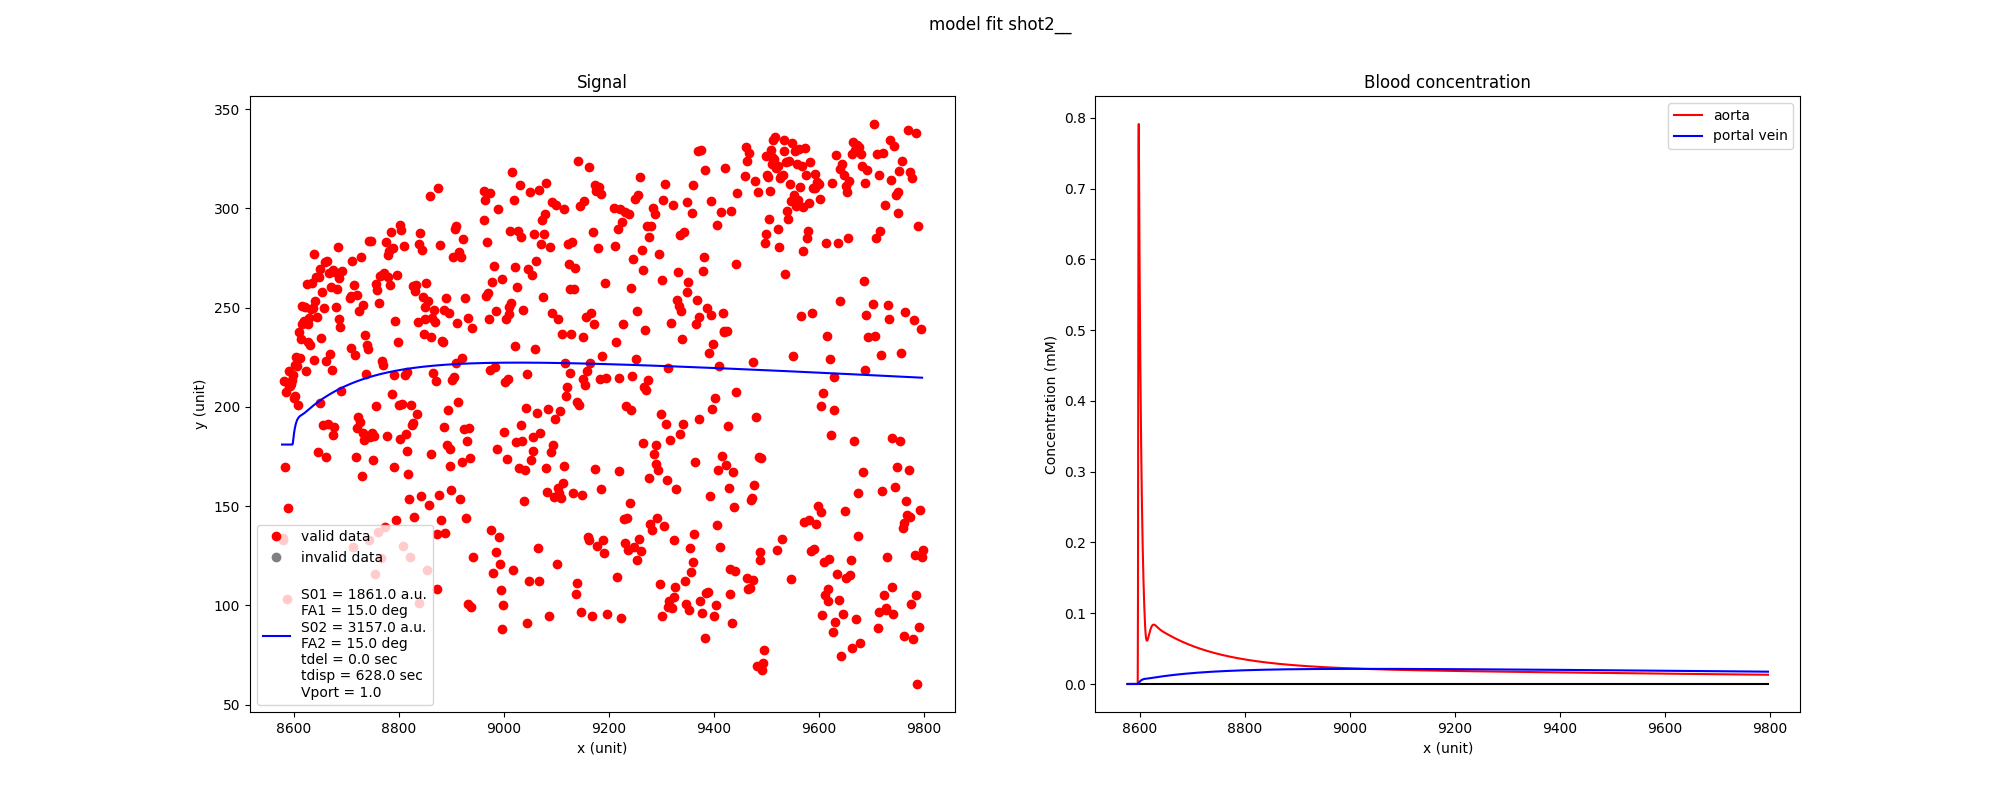 model fit shot2__
Signal
y (unit)
350
300
250
200
150
100
50
valid data
invalid data
S01 = 1861.0 a.u.
FA1 = 15.0 deg
S02 = 3157.0 a.u.
FA2 = 15.0 deg
tdel = 0.0 sec
tdisp = 628.0 sec
Vport = 1.0
8600 8800 9000 9200 9400 9600 9800
x (unit)
Blood concentration
Concentration (mM)
0.8
0.7
0.6
0.5
0.4
0.3
0.2
0.1
0.0
aorta
portal vein
8600 8800 9000 9200 9400 9600 9800
x (unit)